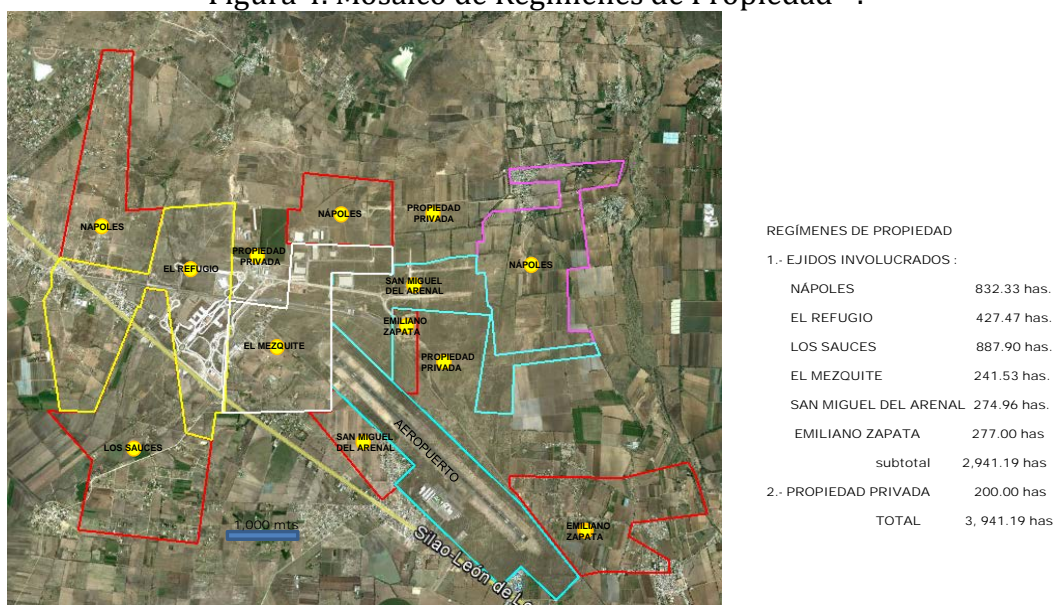 Figura 4. Mosaico de Regímenes de Propiedad
NAPOLES
EL REFUGIO
PROPIEDAD
PRIVADA
NÁPOLES
PROPIEDAD
PRIVADA
NÁPOLES
SAN MIGUEL
DEL ARENAL
EMILIANO
ZAPATA
EL MEZQUITE
PROPIEDAD
PRIVADA
LOS SAUCES
SAN MIGUEL
DEL ARENAL
AEROPUERTO
1,000 mts
EMILIANO
ZAPATA
Silao-León de
REGÍMENES DE PROPIEDAD
1.- EJIDOS INVOLUCRADOS :
NÁPOLES 832.33 has.
EL REFUGIO 427.47 has.
LOS SAUCES 887.90 has.
EL MEZQUITE 241.53 has.
SAN MIGUEL DEL ARENAL 274.96 has.
EMILIANO ZAPATA 277.00 has
subtotal 2,941.19 has
2.- PROPIEDAD PRIVADA 200.00 has
TOTAL 3, 941.19 has